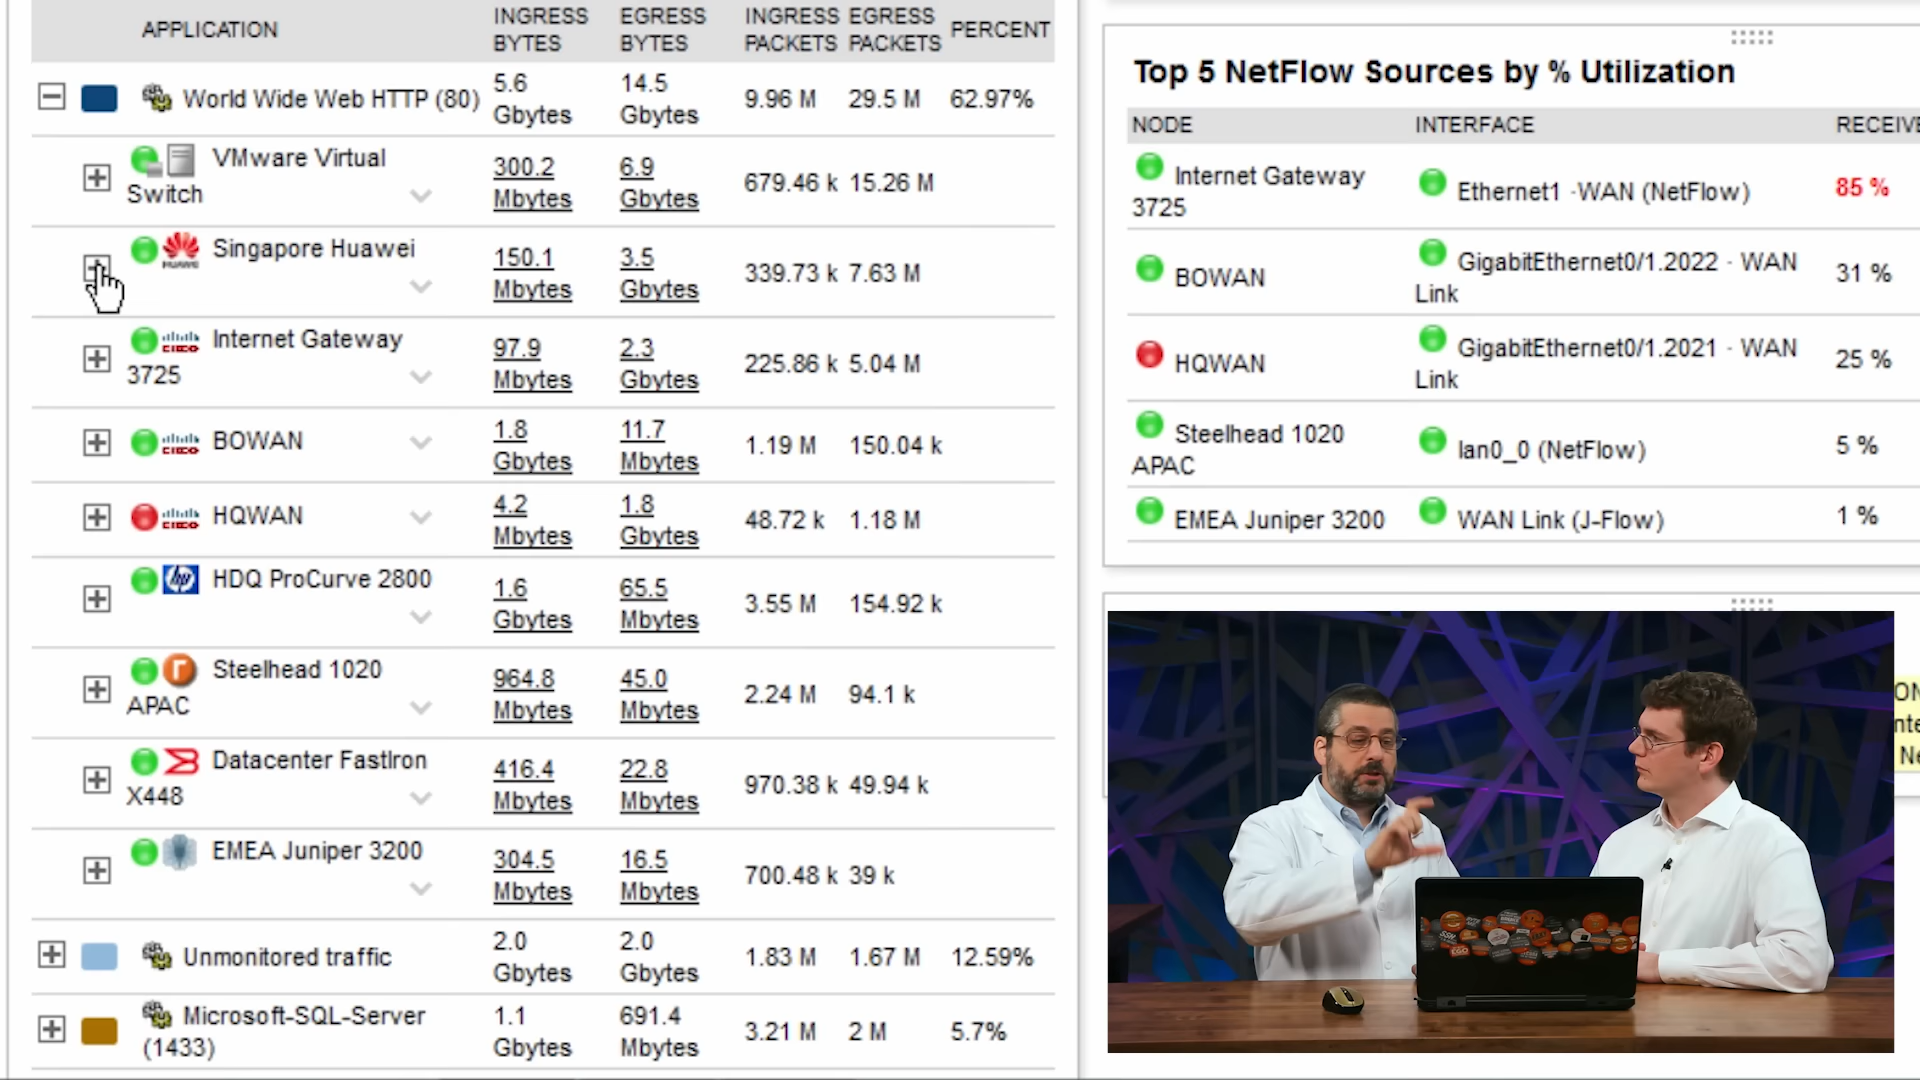 APPLICATION INGRESS BYTES EGRESS BYTES INGRESS PACKETS EGRESS PACKETS PERCENT
World Wide Web HTTP (80) 5.6 Gbytes 14.5 Gbytes 9.96 M 29.5 M 62.97%
VMware Virtual Switch 300.2 Mbytes 6.9 Gbytes 679.46 k 15.26 M
HUAWEI Singapore Huawei 150.1 Mbytes 3.5 Gbytes 339.73 k 7.63 M
CISCO Internet Gateway 3725 97.9 Mbytes 2.3 Gbytes 225.86 k 5.04 M
CISCO BOWAN 1.8 Gbytes 11.7 Mbytes 1.19 M 150.04 k
CISCO HQWAN 4.2 Mbytes 1.8 Gbytes 48.72 k 1.18 M
hp HDQ ProCurve 2800 1.6 Gbytes 65.5 Mbytes 3.55 M 154.92 k
Steelhead 1020 APAC 964.8 Mbytes 45.0 Mbytes 2.24 M 94.1 k
Datacenter FastIron X448 416.4 Mbytes 22.8 Mbytes 970.38 k 49.94 k
EMEA Juniper 3200 304.5 Mbytes 16.5 Mbytes 700.48 k 39 k
Unmonitored traffic 2.0 Gbytes 2.0 Gbytes 1.83 M 1.67 M 12.59%
Microsoft-SQL-Server (1433) 1.1 Gbytes 691.4 Mbytes 3.21 M 2 M 5.7%
Top 5 NetFlow Sources by % Utilization
NODE INTERFACE RECEIVE
Internet Gateway 3725 Ethernet1 -WAN (NetFlow) 85 %
BOWAN GigabitEthernet0/1.2022 - WAN Link 31 %
HQWAN GigabitEthernet0/1.2021 - WAN Link 25 %
Steelhead 1020 APAC lan0_0 (NetFlow) 5 %
EMEA Juniper 3200 WAN Link (J-Flow) 1 %